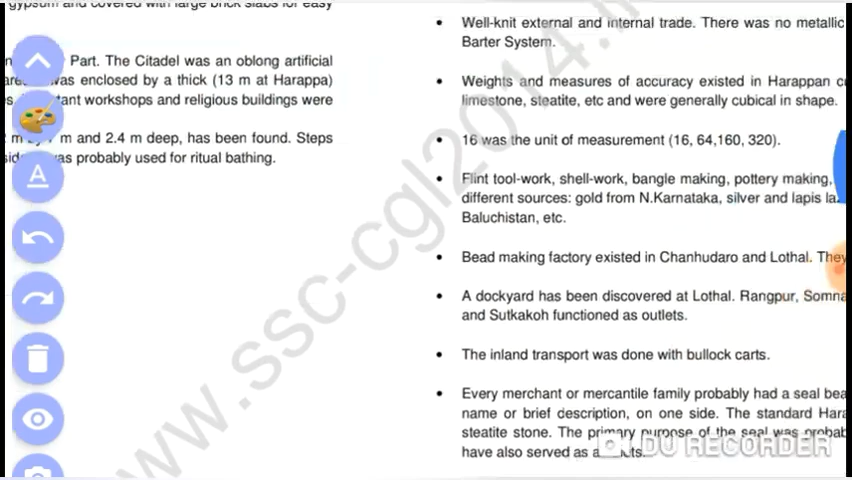 gypsum and covered with large brick slabs for easy
Part. The Citadel was an oblong artificial
was enclosed by a thick (13 m at Harappa)
workshops and religious buildings were
m and 2.4 m deep, has been found. Steps
was probably used for ritual bathing.
• Well-knit external and internal trade. There was no metallic
Barter System.
• Weights and measures of accuracy existed in Harappan
limestone, steatite, etc and were generally cubical in shape.
• 16 was the unit of measurement (16, 64,160, 320).
• Flint tool-work, shell-work, bangle making, pottery making,
different sources: gold from N.Karnataka, silver and lapis
Baluchistan, etc.
• Bead making factory existed in Chanhudaro and Lothal. They
• A dockyard has been discovered at Lothal. Rangpur,
and Sutkakoh functioned as outlets.
• The inland transport was done with bullock carts.
• Every merchant or mercantile family probably had a seal
name or brief description, on one side. The standard
steatite stone. The primary purpose of the seal was
have also served as
www.ssc-cgl2014.in
DU RECORDER
A